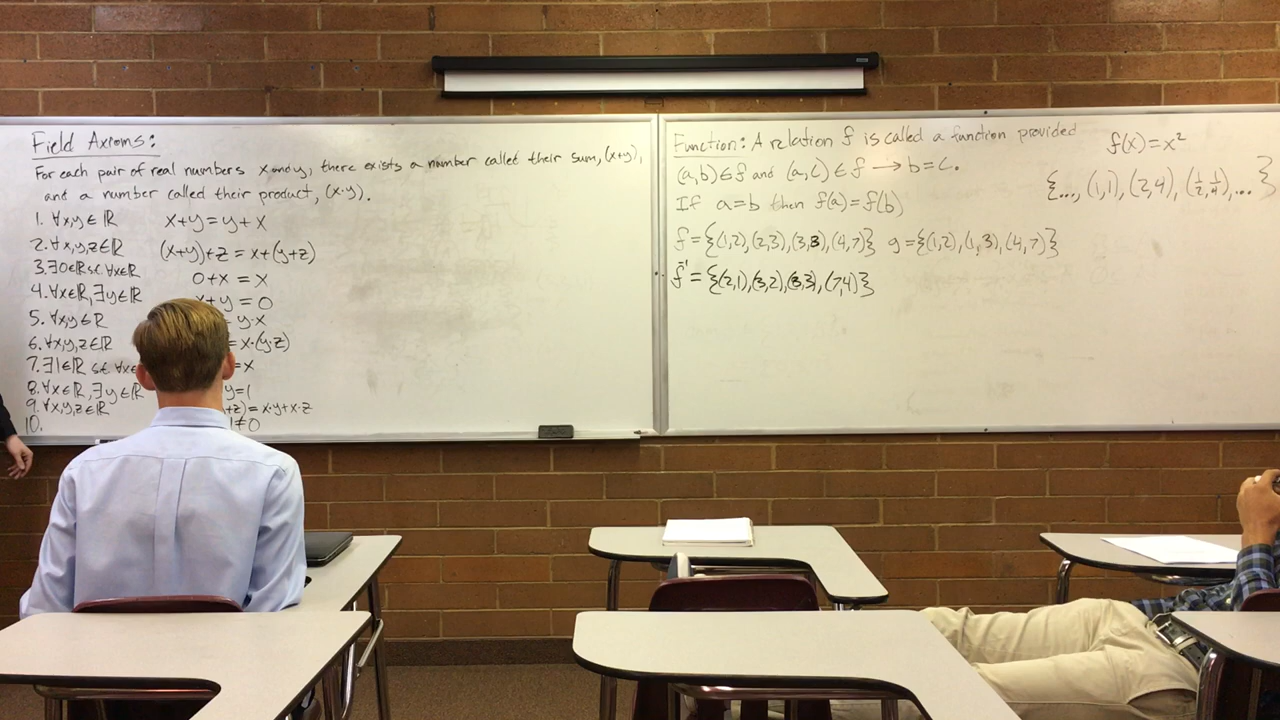 Field Axioms:
For each pair of real numbers x and y, there exists a number called their sum, (x+y),
and a number called their product, (x·y).
1. ∀x,y∈ℝ x+y=y+x
2. ∀x,y,z∈ℝ (x+y)+z=x+(y+z)
3. ∃0∈ℝ s.t. ∀x∈ℝ 0+x=x
4. ∀x∈ℝ, ∃y∈ℝ x+y=0
5. ∀x,y∈ℝ = y·x
6. ∀x,y,z∈ℝ = x·(y·z)
7. ∃1∈ℝ s.t. ∀x∈ =x
8. ∀x∈ℝ, ∃y∈ℝ y=1
9. ∀x,y,z∈ℝ +z)=x·y+x·z
10. 1≠0
Function: A relation f is called a function provided
(a,b)∈f and (a,c)∈f → b=c.
If a=b then f(a)=f(b)
f={(1,2),(2,3),(3,3),(4,7)} g={(1,2),(1,3),(4,7)}
f⁻¹={(2,1),(3,2),(3,3),(7,4)}
f(x)=x²
{..., (1,1), (2,4), (½,¼),...}